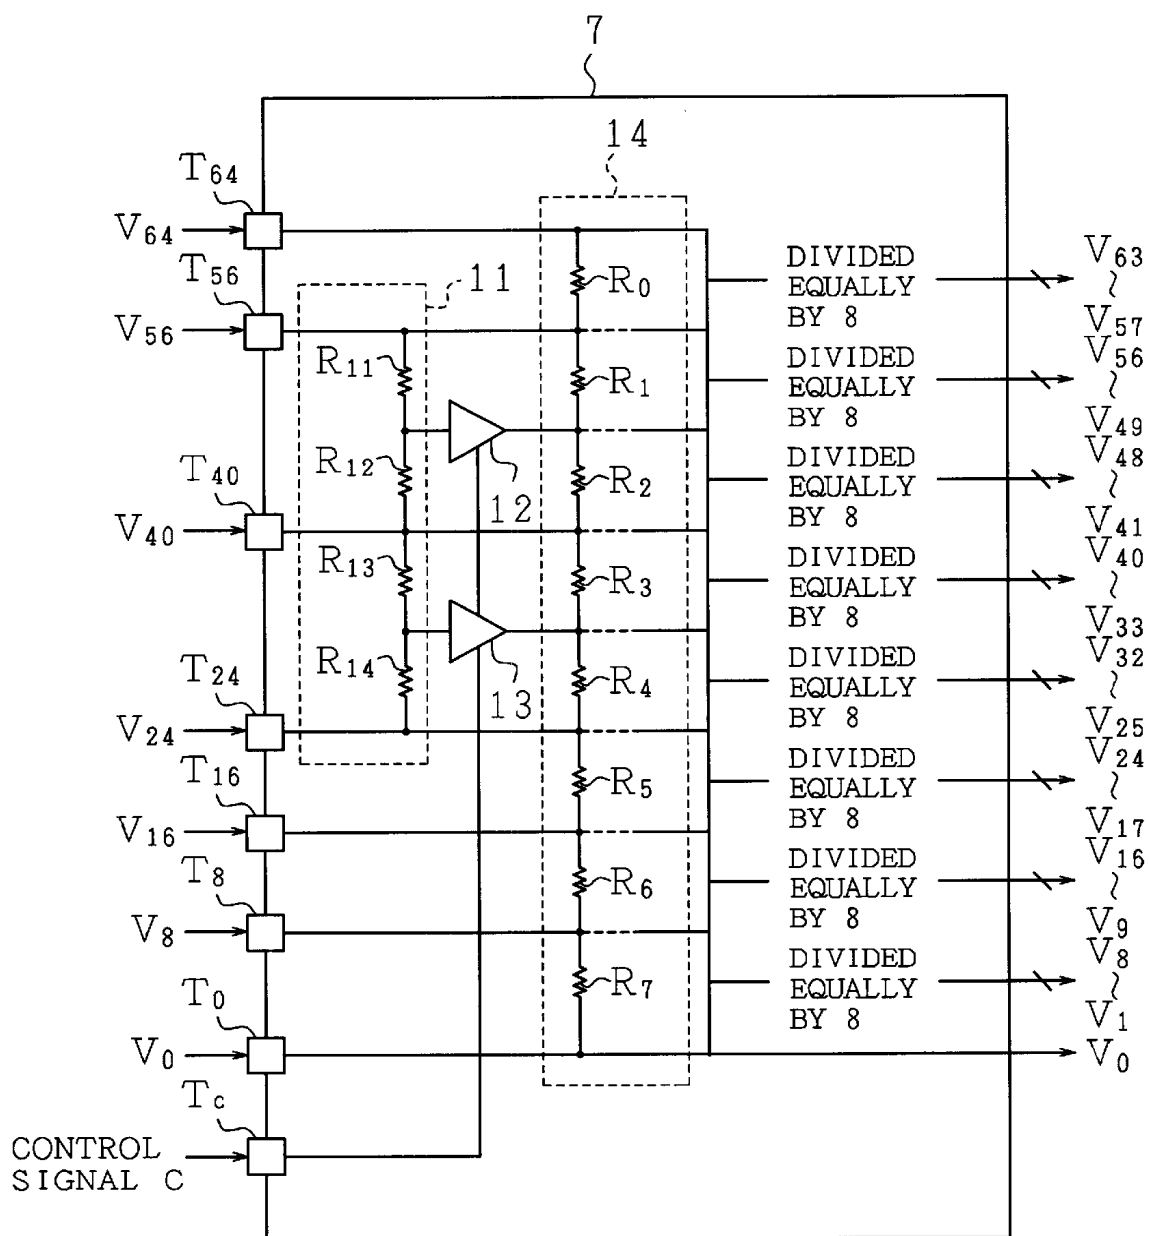 7
14
T64
V64
T56
V56
11
R0
DIVIDED
EQUALLY
BY 8
V63
~
V57
R11
R1
DIVIDED
EQUALLY
BY 8
V56
~
V49
R12
12
R2
DIVIDED
EQUALLY
BY 8
V48
~
V41
T40
V40
R13
R3
DIVIDED
EQUALLY
BY 8
V40
~
V33
R14
13
R4
DIVIDED
EQUALLY
BY 8
V32
~
V25
T24
V24
R5
DIVIDED
EQUALLY
BY 8
V24
~
V17
T16
V16
R6
DIVIDED
EQUALLY
BY 8
V16
~
V9
T8
V8
R7
DIVIDED
EQUALLY
BY 8
V8
~
V1
T0
V0
V0
Tc
CONTROL
SIGNAL C